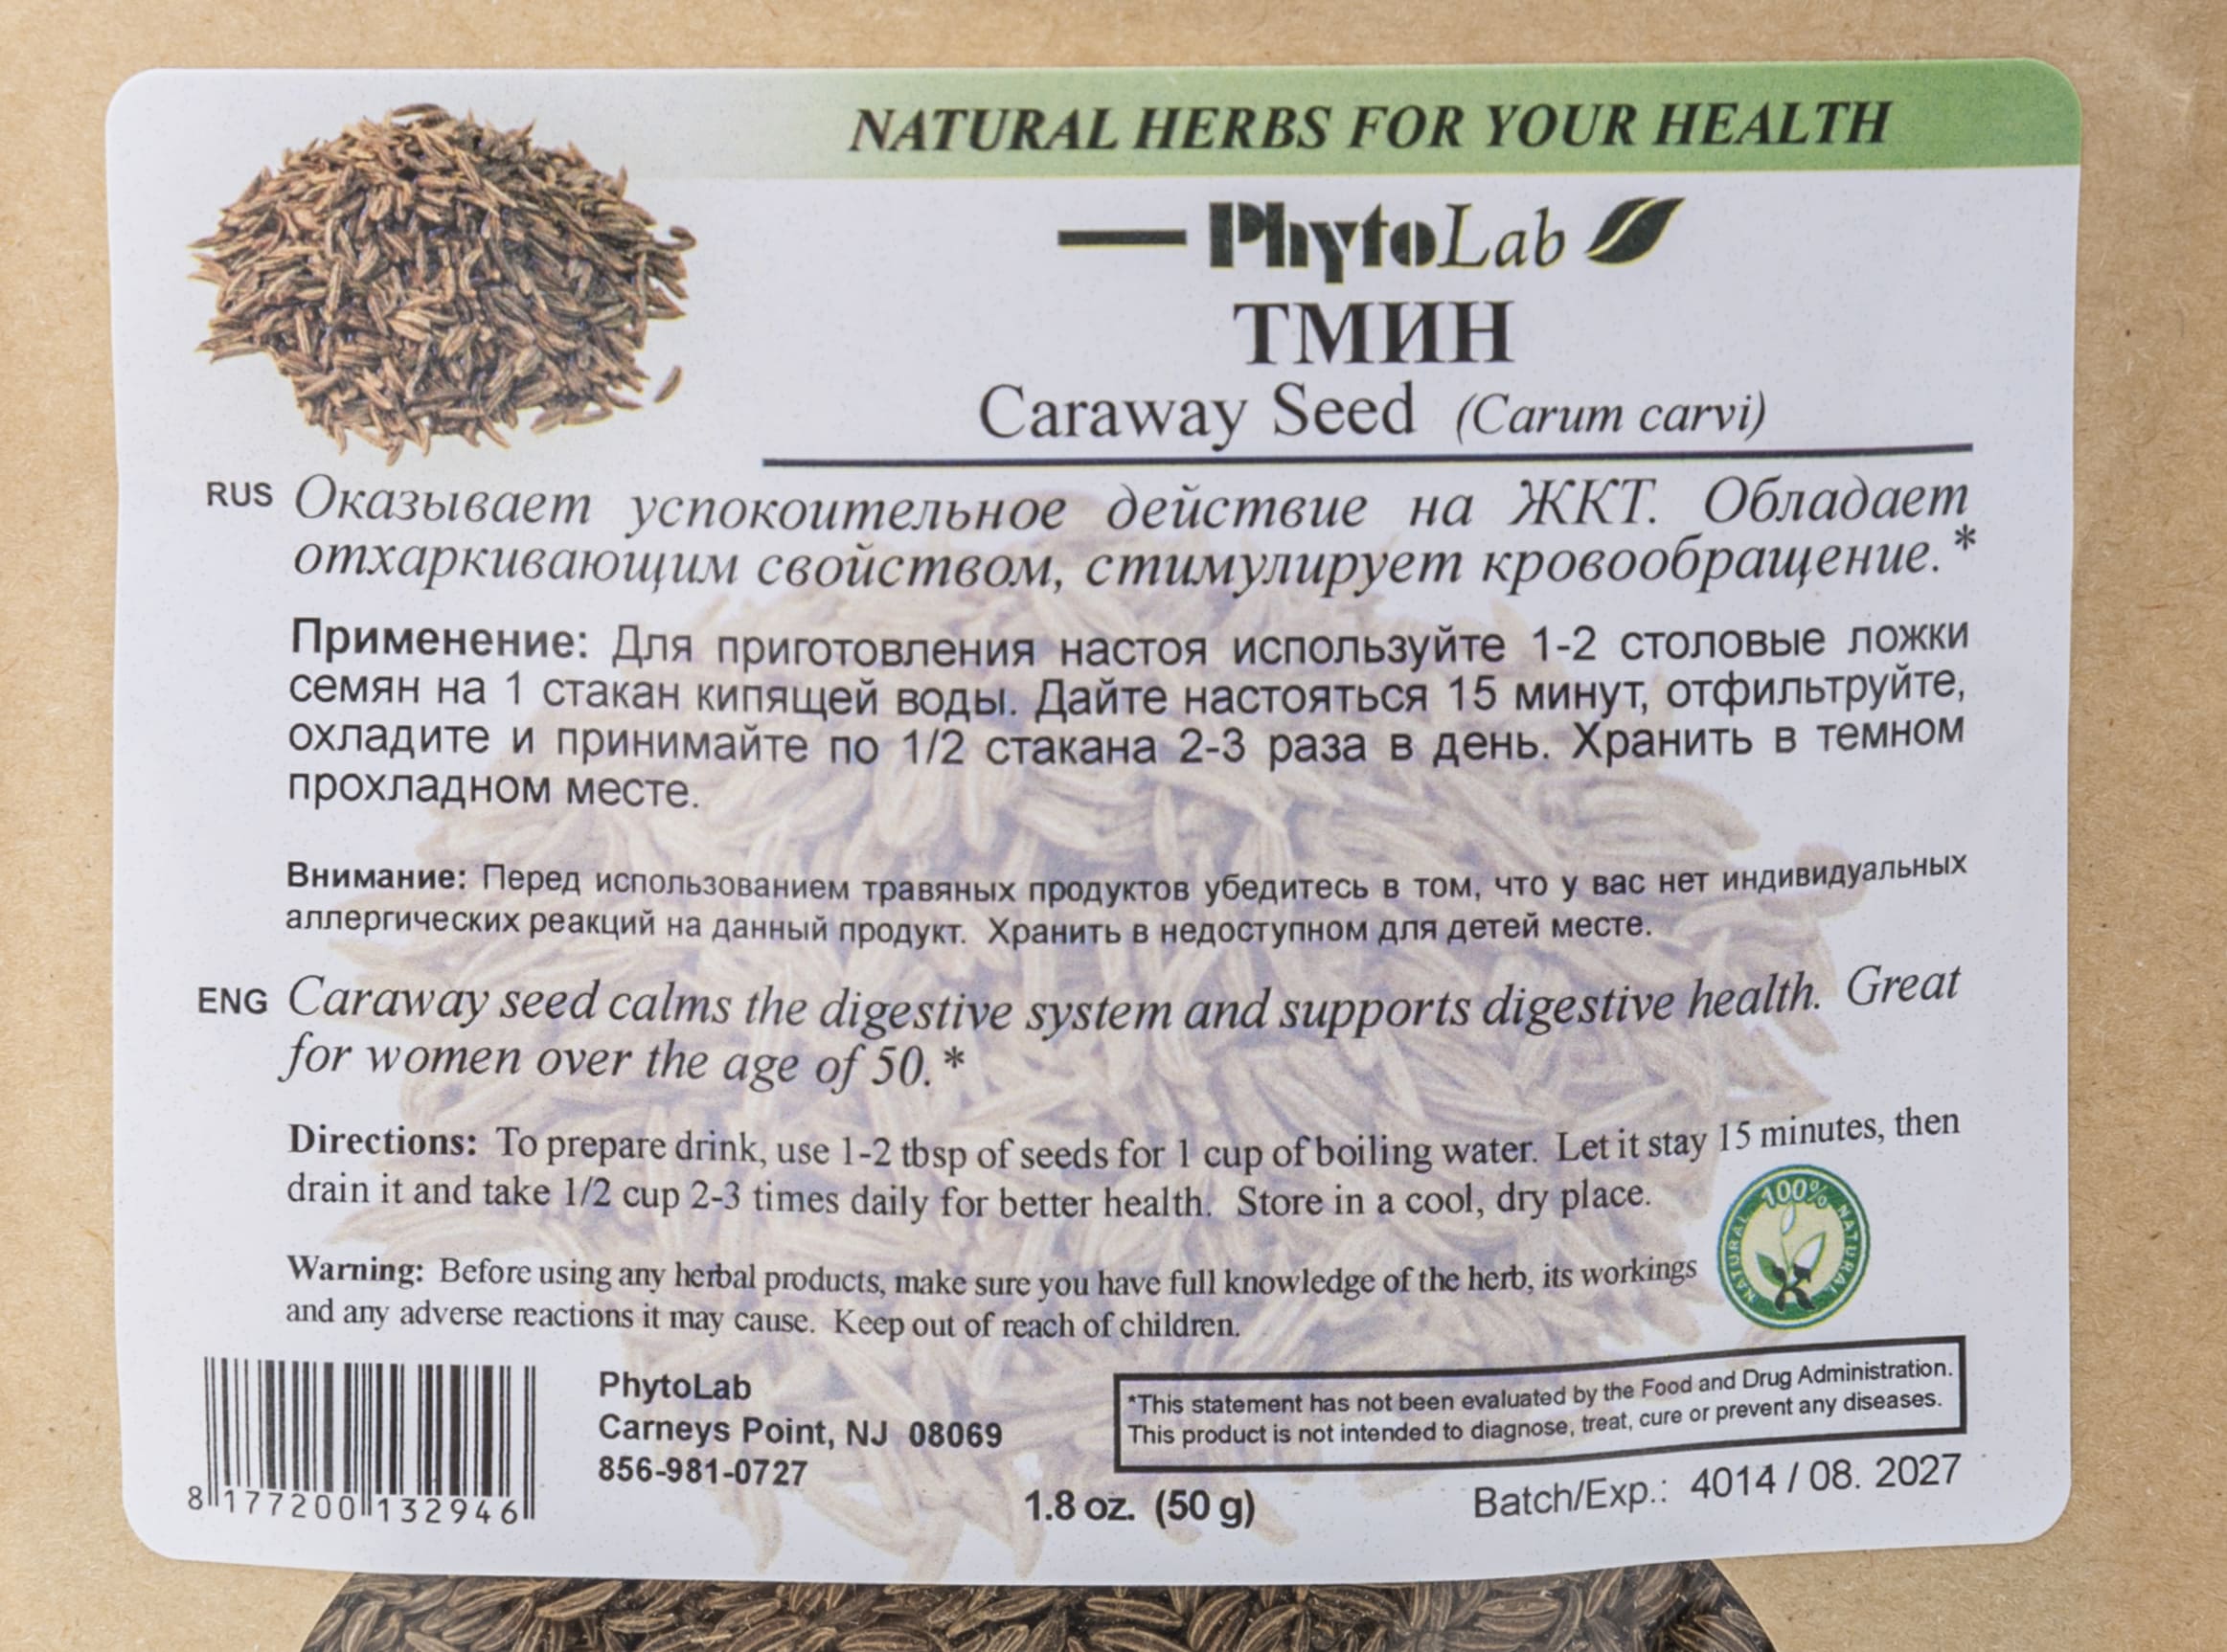 NATURAL HERBS FOR YOUR HEALTH
PhytoLab
ТМИН
Caraway Seed (Carum carvi)
RUS Оказывает успокоительное действие на ЖКТ. Обладает
отхаркивающим свойством, стимулирует кровообращение.*
Применение: Для приготовления настоя используйте 1-2 столовые ложки
семян на 1 стакан кипящей воды. Дайте настояться 15 минут, отфильтруйте,
охладите и принимайте по 1/2 стакана 2-3 раза в день. Хранить в темном
прохладном месте.
Внимание: Перед использованием травяных продуктов убедитесь в том, что у вас нет индивидуальных
аллергических реакций на данный продукт. Хранить в недоступном для детей месте.
ENG Caraway seed calms the digestive system and supports digestive health. Great
for women over the age of 50.*
Directions: To prepare drink, use 1-2 tbsp of seeds for 1 cup of boiling water. Let it stay 15 minutes, then
drain it and take 1/2 cup 2-3 times daily for better health. Store in a cool, dry place.
100% NATURAL NATURAL
Warning: Before using any herbal products, make sure you have full knowledge of the herb, its workings
and any adverse reactions it may cause. Keep out of reach of children.
PhytoLab
Carneys Point, NJ 08069
856-981-0727
*This statement has not been evaluated by the Food and Drug Administration.
This product is not intended to diagnose, treat, cure or prevent any diseases.
8 177200 132946
1.8 oz. (50 g)
Batch/Exp.: 4014 / 08. 2027